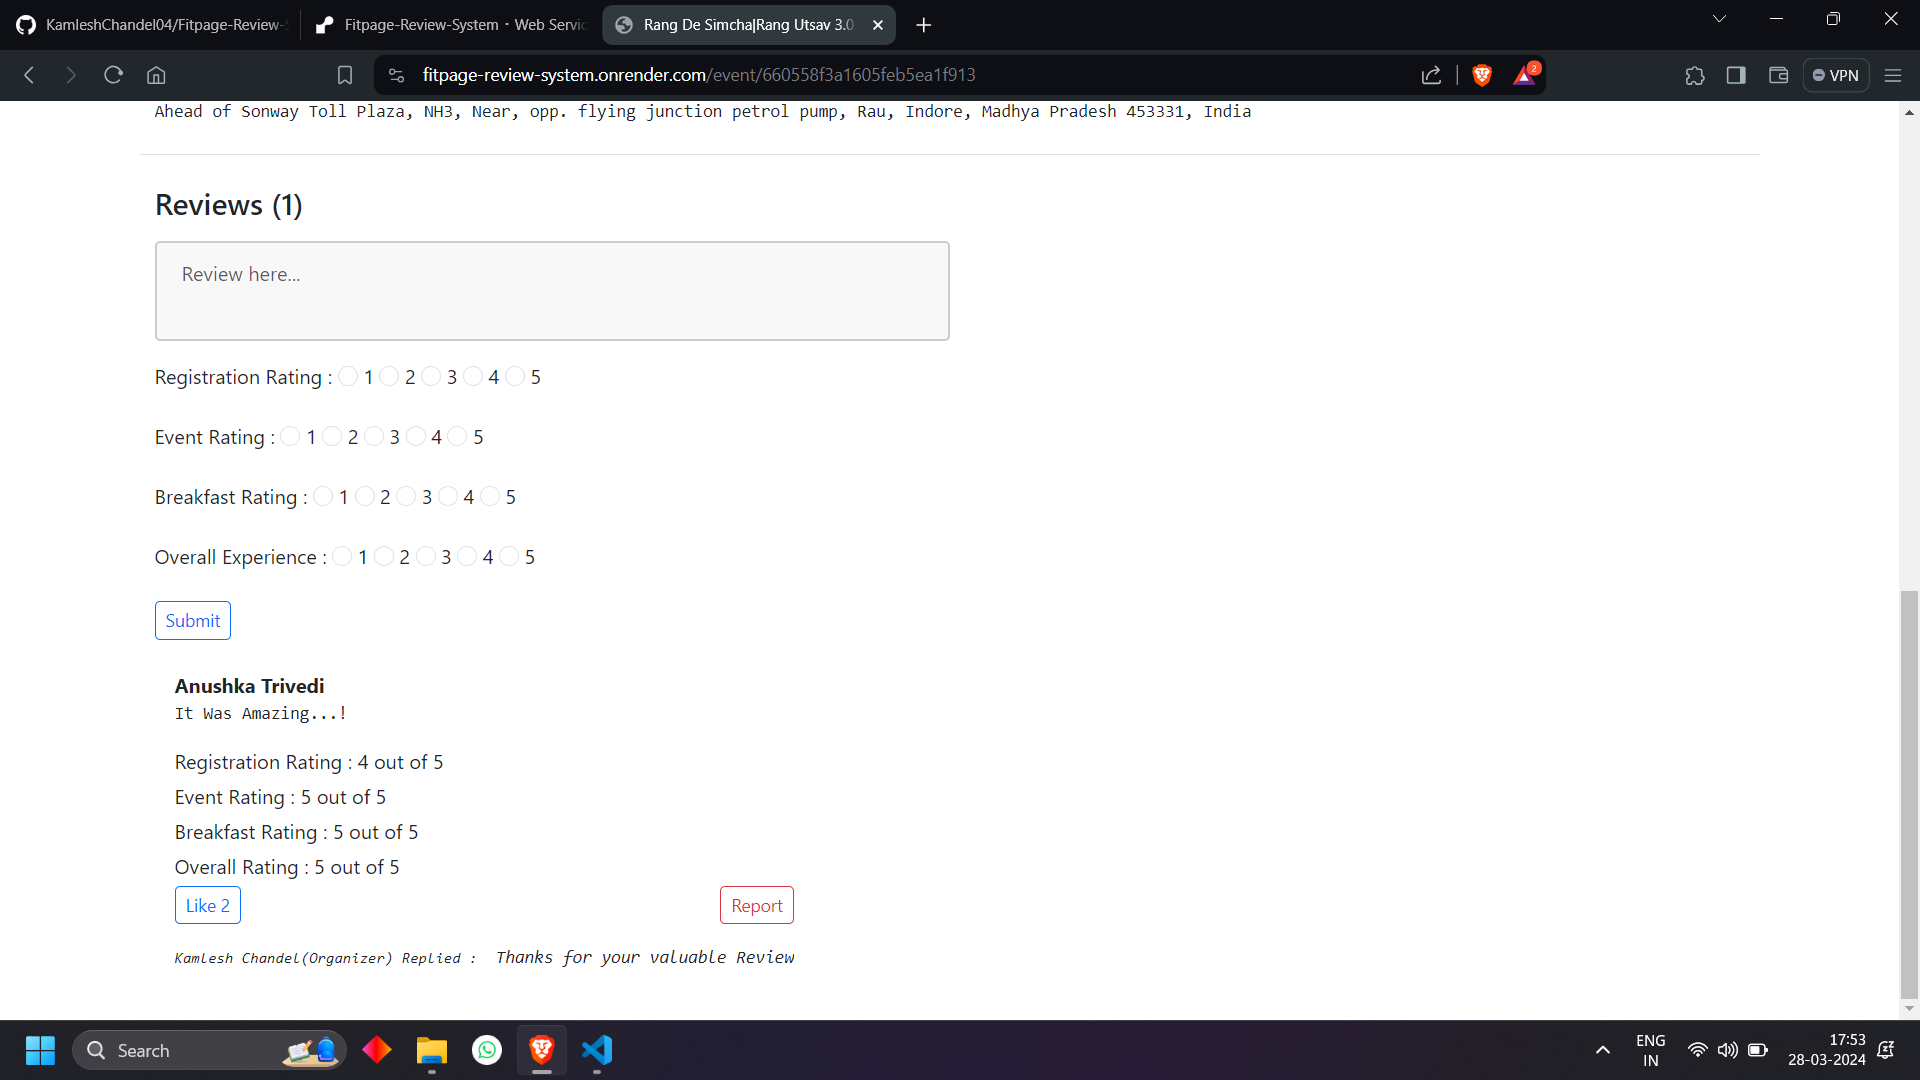 KamleshChandel04/Fitpage-Review-S
Fitpage-Review-System · Web Servic
Rang De Simcha|Rang Utsav 3.0
fitpage-review-system.onrender.com/event/660558f3a1605feb5ea1f913
2
VPN
Ahead of Sonway Toll Plaza, NH3, Near, opp. flying junction petrol pump, Rau, Indore, Madhya Pradesh 453331, India
Reviews (1)
Review here...
Registration Rating : 1 2 3 4 5
Event Rating : 1 2 3 4 5
Breakfast Rating : 1 2 3 4 5
Overall Experience : 1 2 3 4 5
Submit
Anushka Trivedi
It Was Amazing...!
Registration Rating : 4 out of 5
Event Rating : 5 out of 5
Breakfast Rating : 5 out of 5
Overall Rating : 5 out of 5
Like 2 Report
Kamlesh Chandel(Organizer) Replied : Thanks for your valuable Review
Search
ENG
IN
17:53
28-03-2024